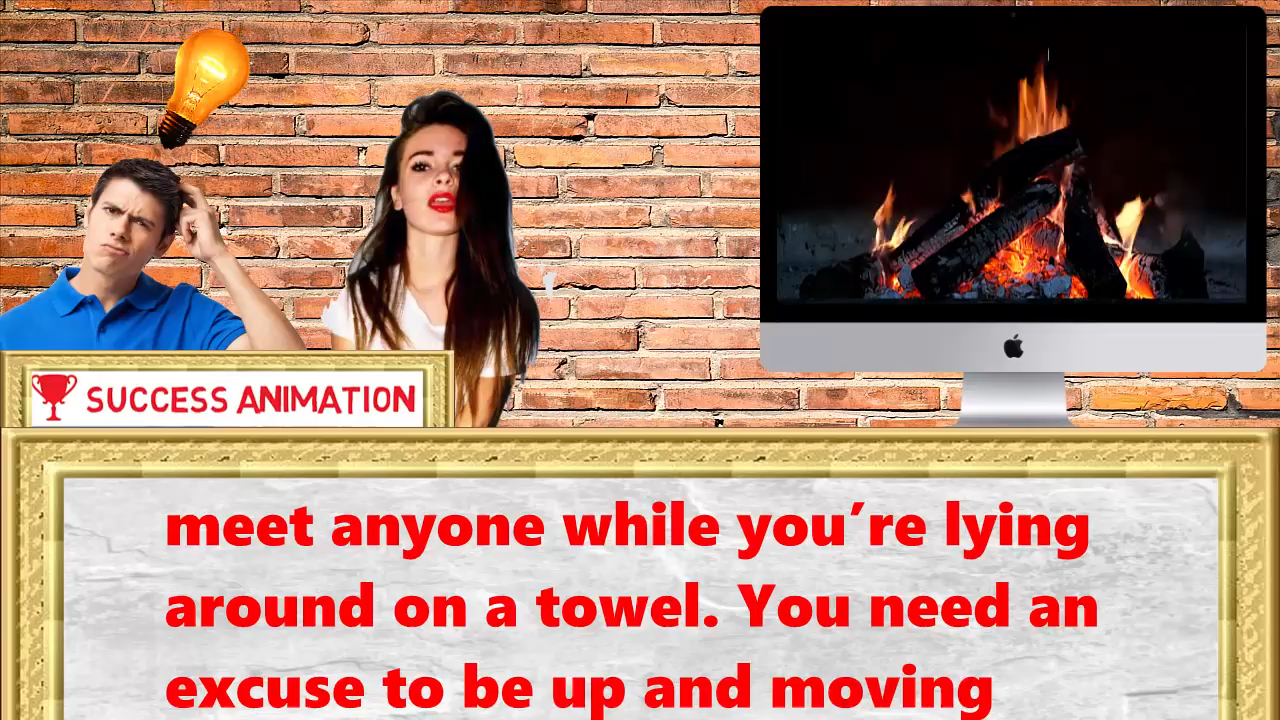 SUCCESS ANIMATION
meet anyone while you’re lying
around on a towel. You need an
excuse to be up and moving